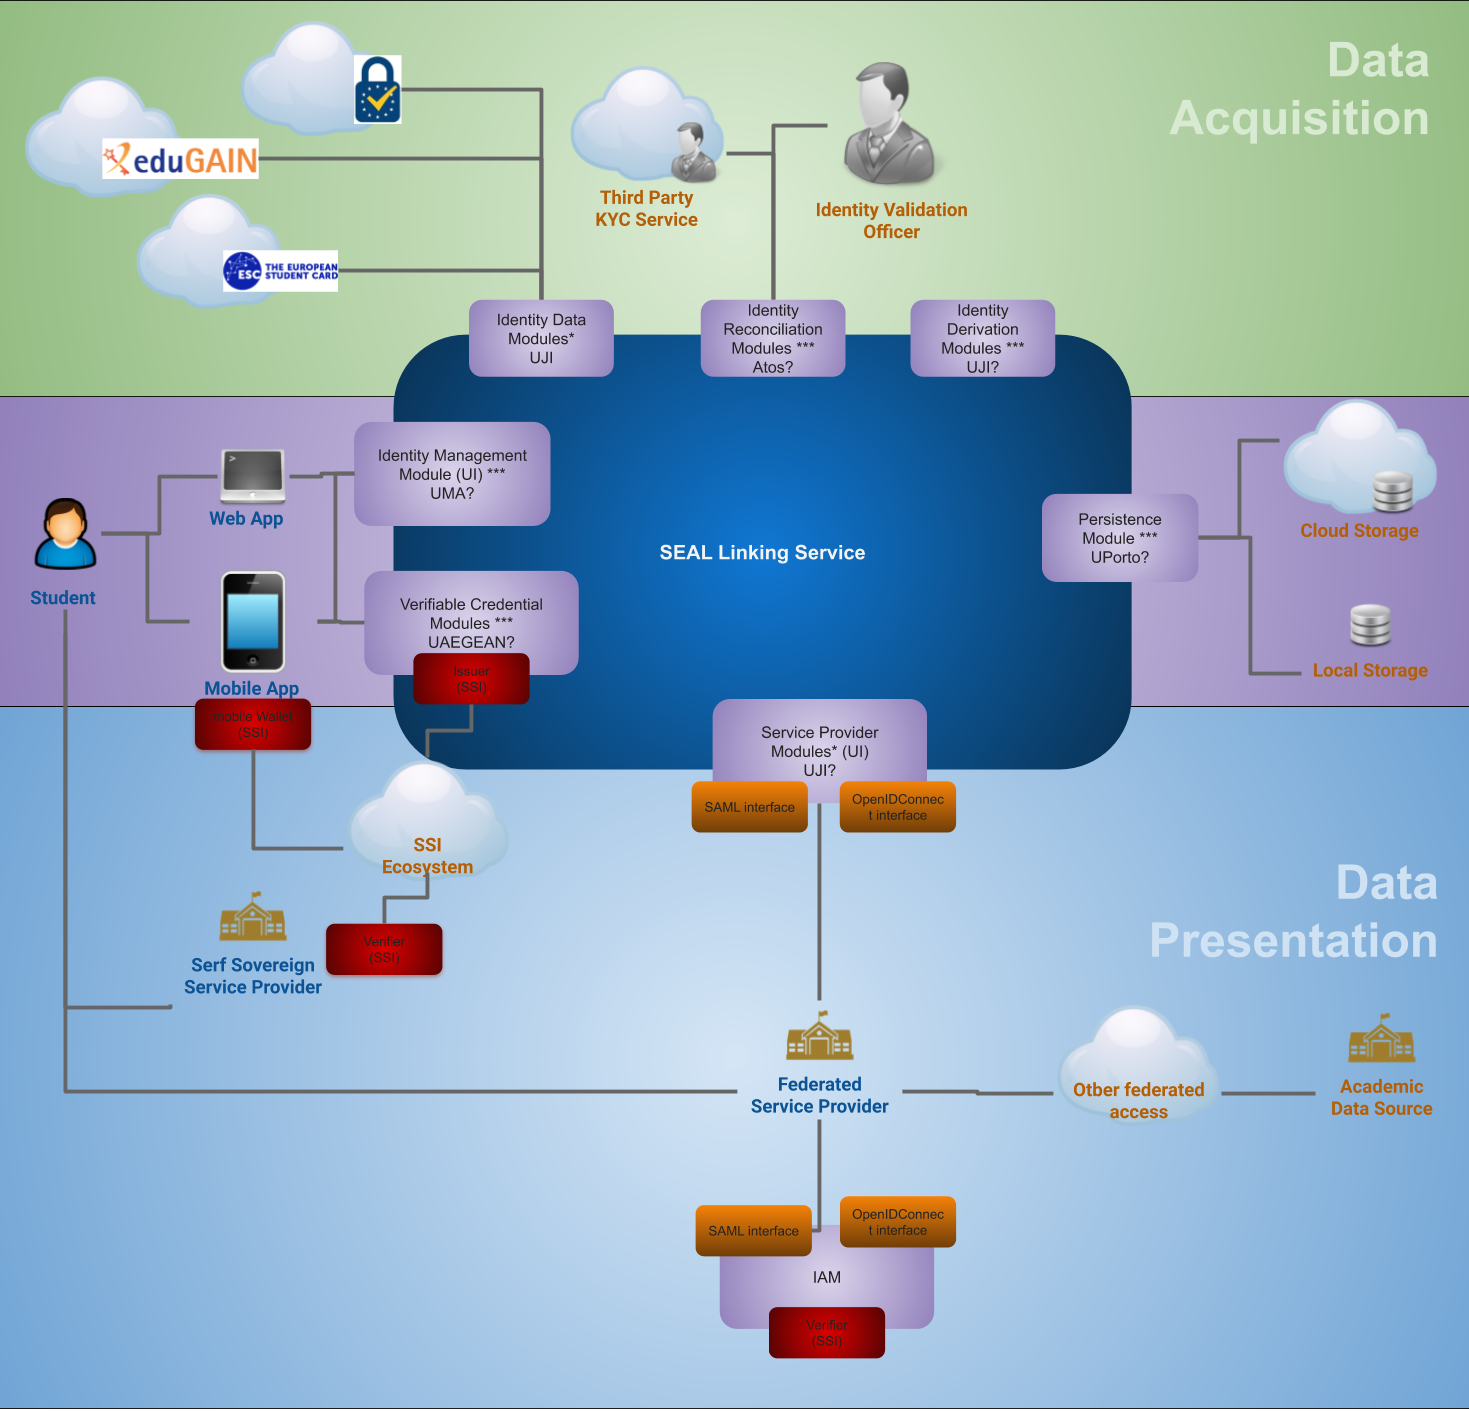 Data
Acquisition
eduGAIN
ESC THE EUROPEAN
STUDENT CARD
Third Party
KYC Service
Identity Validation
Officer
Identity Data
Modules*
UJI
Identity
Reconciliation
Modules ***
Atos?
Identity
Derivation
Modules ***
UJI?
Identity Management
Module (UI) ***
UMA?
>
Web App
Student
Mobile App
mobile Wallet
(SSI)
Verifiable Credential
Modules ***
UAEGEAN?
Issuer
(SSI)
SEAL Linking Service
Persistence
Module ***
UPorto?
Cloud Storage
Local Storage
Service Provider
Modules* (UI)
UJI?
SAML interface
OpenIDConnec
t interface
SSI
Ecosystem
Verifier
(SSI)
Serf Sovereign
Service Provider
Data
Presentation
Federated
Service Provider
Otber federated
access
Academic
Data Source
SAML interface
OpenIDConnec
t interface
IAM
Verifier
(SSI)